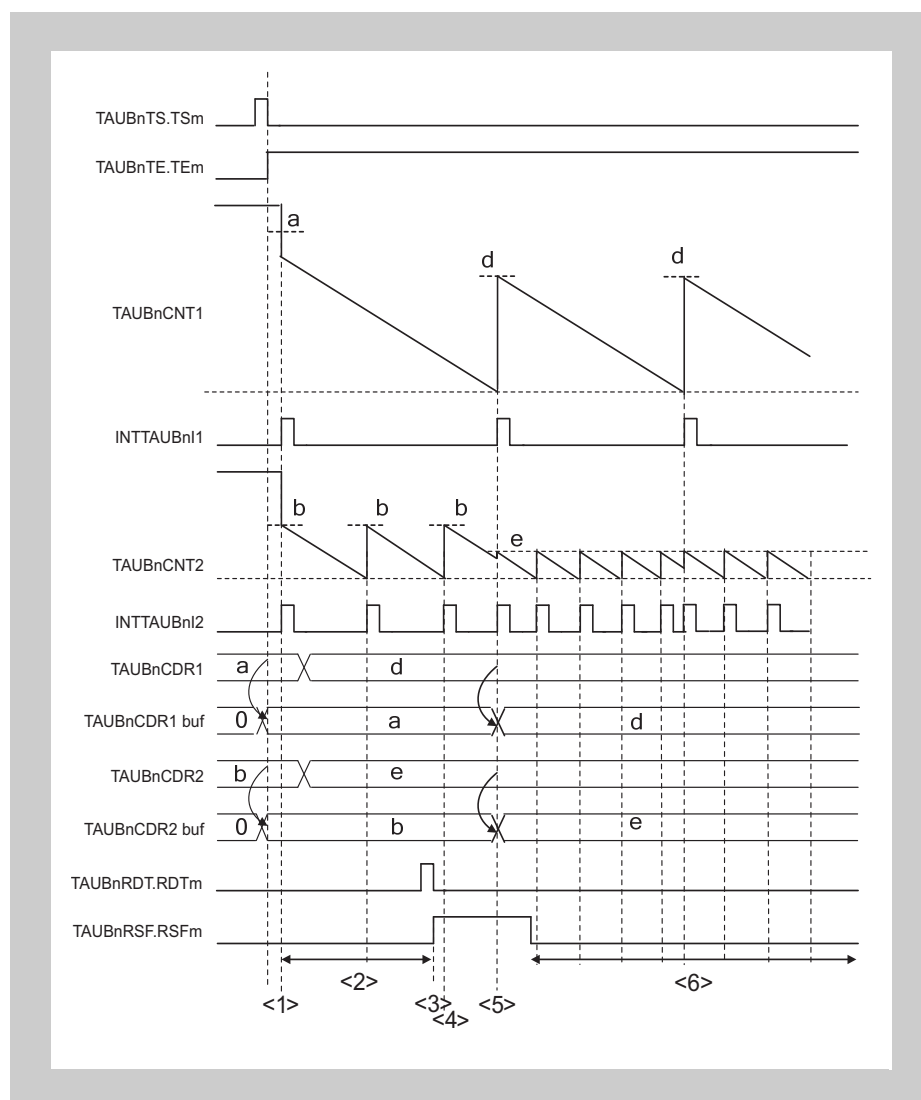 TAUBnTS.TSm
TAUBnTE.TEm
a
d
d
TAUBnCNT1
INTTAUBnI1
b
b
b
e
TAUBnCNT2
INTTAUBnI2
TAUBnCDR1
a
d
TAUBnCDR1 buf
0
a
d
TAUBnCDR2
b
e
TAUBnCDR2 buf
0
b
e
TAUBnRDT.RDTm
TAUBnRSF.RSFm
<1>
<2>
<3>
<4>
<5>
<6>